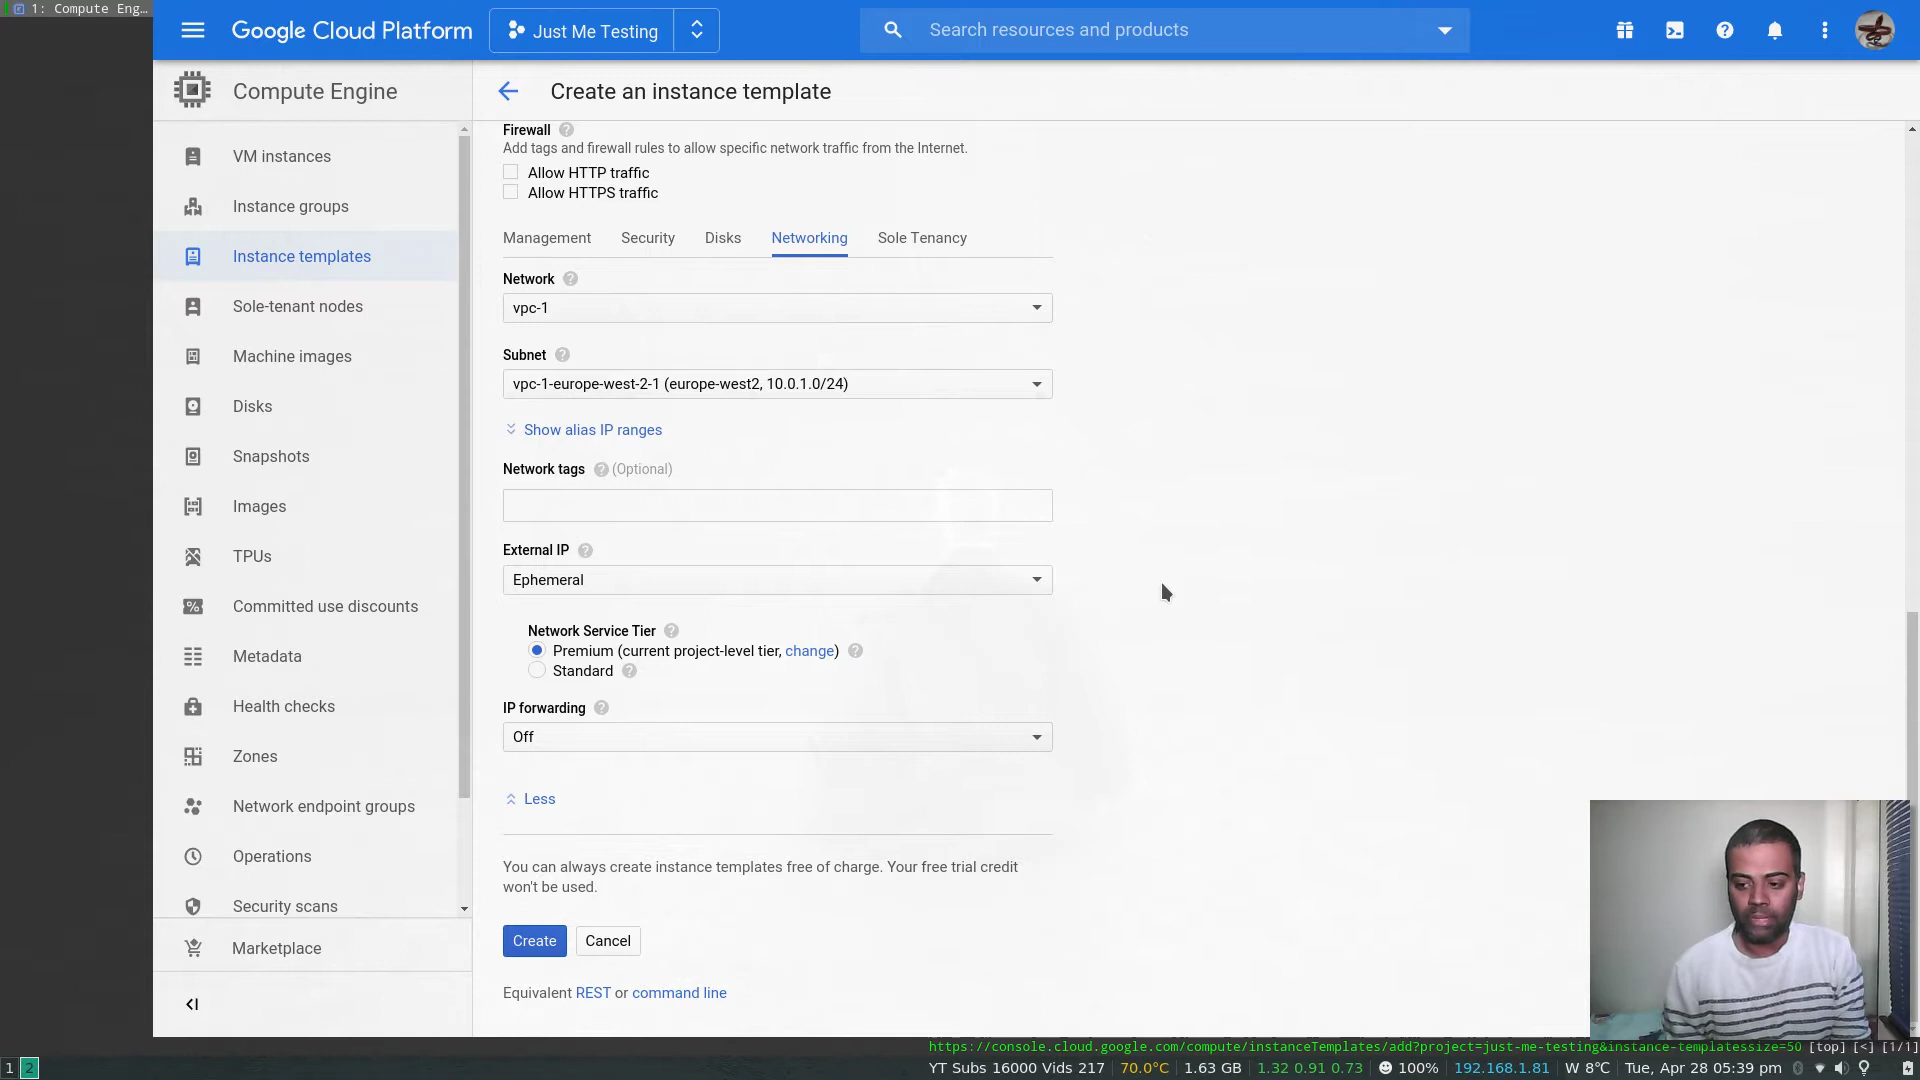 1: Compute Eng…
Google Cloud Platform
Just Me Testing
Search resources and products
Compute Engine
Create an instance template
VM instances
Instance groups
Instance templates
Sole-tenant nodes
Machine images
Disks
Snapshots
Images
TPUs
Committed use discounts
Metadata
Health checks
Zones
Network endpoint groups
Operations
Security scans
Marketplace
Firewall
Add tags and firewall rules to allow specific network traffic from the Internet.
Allow HTTP traffic
Allow HTTPS traffic
Management Security Disks Networking Sole Tenancy
Network
vpc-1
Subnet
vpc-1-europe-west-2-1 (europe-west2, 10.0.1.0/24)
Show alias IP ranges
Network tags (Optional)
External IP
Ephemeral
Network Service Tier
Premium (current project-level tier, change)
Standard
IP forwarding
Off
Less
You can always create instance templates free of charge. Your free trial credit
won't be used.
Create Cancel
Equivalent REST or command line
https://console.cloud.google.com/compute/instanceTemplates/add?project=just-me-testing&instance-templatessize=50 [top] [<] [1/1]
1 2 YT Subs 16000 Vids 217 70.0°C 1.63 GB 1.32 0.91 0.73 100% 192.168.1.81 W 8°C Tue, Apr 28 05:39 pm